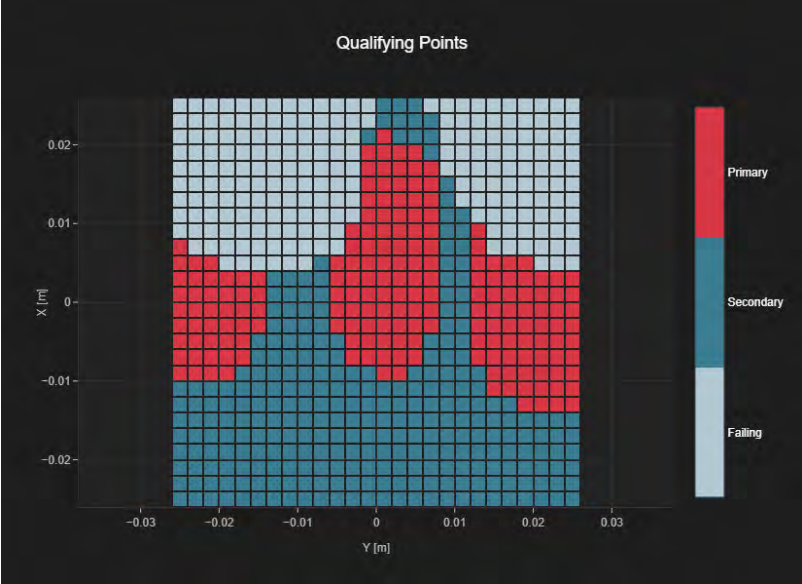 Qualifying Points
0.02
0.01
0
−0.01
−0.02
X [m]
−0.03
−0.02
−0.01
0
0.01
0.02
0.03
Y [m]
Primary
Secondary
Failing